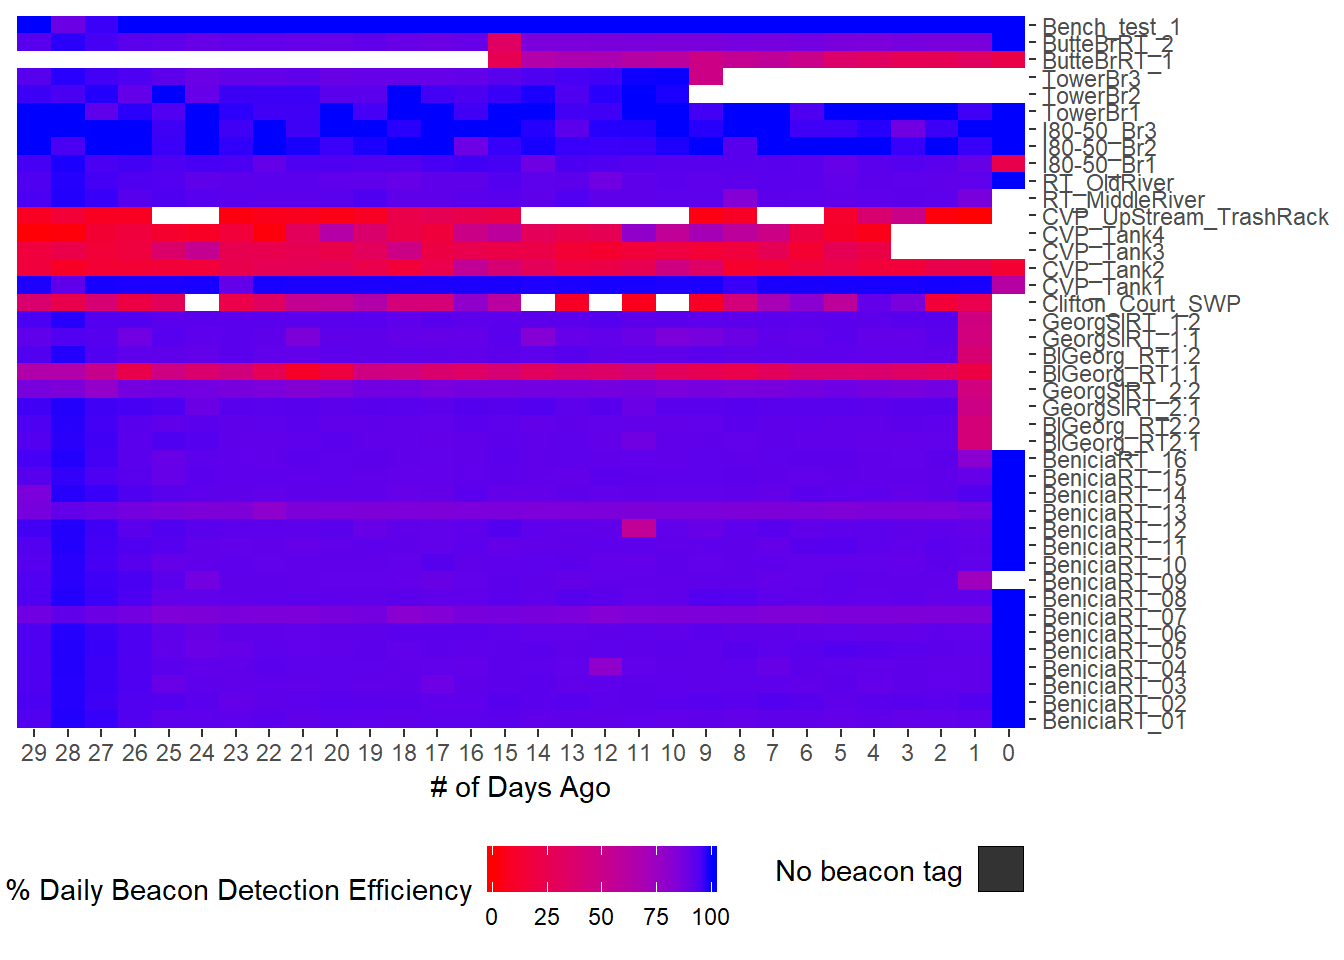 Bench_test_1
ButteBrRT_2
ButteBrRT_1
TowerBr3
TowerBr2
TowerBr1
I80-50_Br3
I80-50_Br2
I80-50_Br1
RT_OldRiver
RT_MiddleRiver
CVP_UpStream_TrashRack
CVP_Tank4
CVP_Tank3
CVP_Tank2
CVP_Tank1
Clifton_Court_SWP
GeorgSlRT_1.2
GeorgSlRT_1.1
BlGeorg_RT1.2
BlGeorg_RT1.1
GeorgSlRT_2.2
GeorgSlRT_2.1
BlGeorg_RT2.2
BlGeorg_RT2.1
BeniciaRT_16
BeniciaRT_15
BeniciaRT_14
BeniciaRT_13
BeniciaRT_12
BeniciaRT_11
BeniciaRT_10
BeniciaRT_09
BeniciaRT_08
BeniciaRT_07
BeniciaRT_06
BeniciaRT_05
BeniciaRT_04
BeniciaRT_03
BeniciaRT_02
BeniciaRT_01
29 28 27 26 25 24 23 22 21 20 19 18 17 16 15 14 13 12 11 10 9 8 7 6 5 4 3 2 1 0
# of Days Ago
% Daily Beacon Detection Efficiency
0 25 50 75 100
No beacon tag